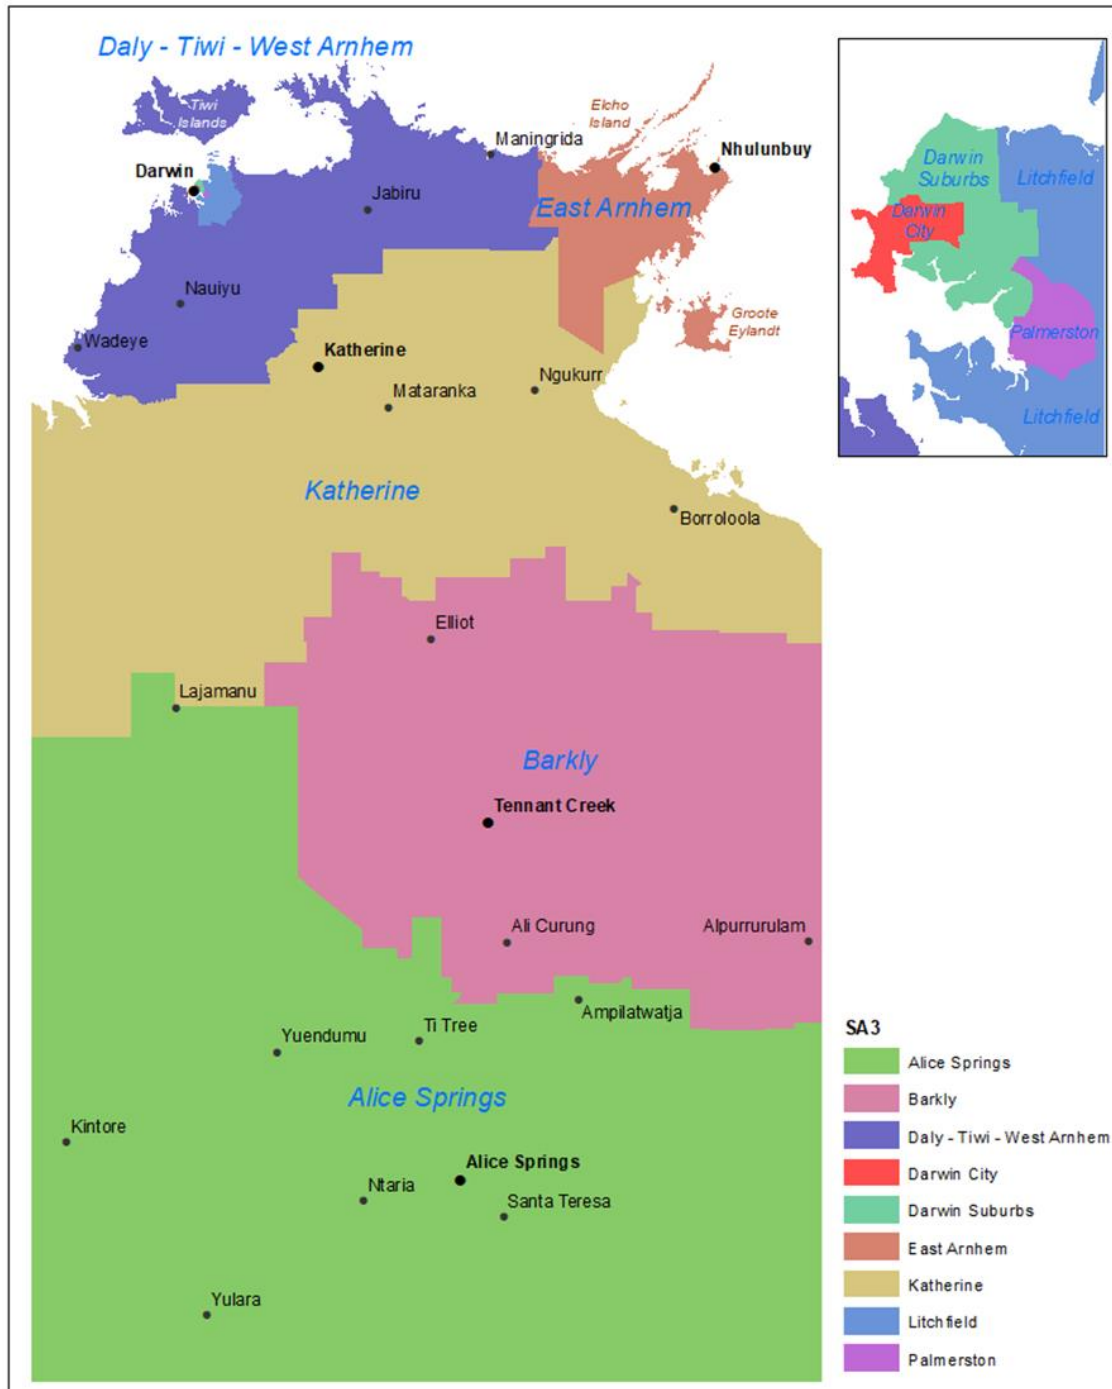 Daly - Tiwi - West Arnhem
Tiwi
Islands
Elcho
Island
Maningrida
Nhulunbuy
Darwin
Jabiru
East Arnhem
Nauiyu
Groote
Eylandt
Wadeye
Katherine
Ngukurr
Mataranka
Katherine
Borroloola
Elliot
Lajamanu
Barkly
Tennant Creek
Ali Curung
Alpurrurulam
Ampilatwatja
Ti Tree
Yuendumu
Alice Springs
Kintore
Alice Springs
Ntaria
Santa Teresa
Yulara
Darwin
Suburbs
Litchfield
Darwin
City
Palmerston
Litchfield
SA3
Alice Springs
Barkly
Daly - Tiwi - West Arnhem
Darwin City
Darwin Suburbs
East Arnhem
Katherine
Litchfield
Palmerston